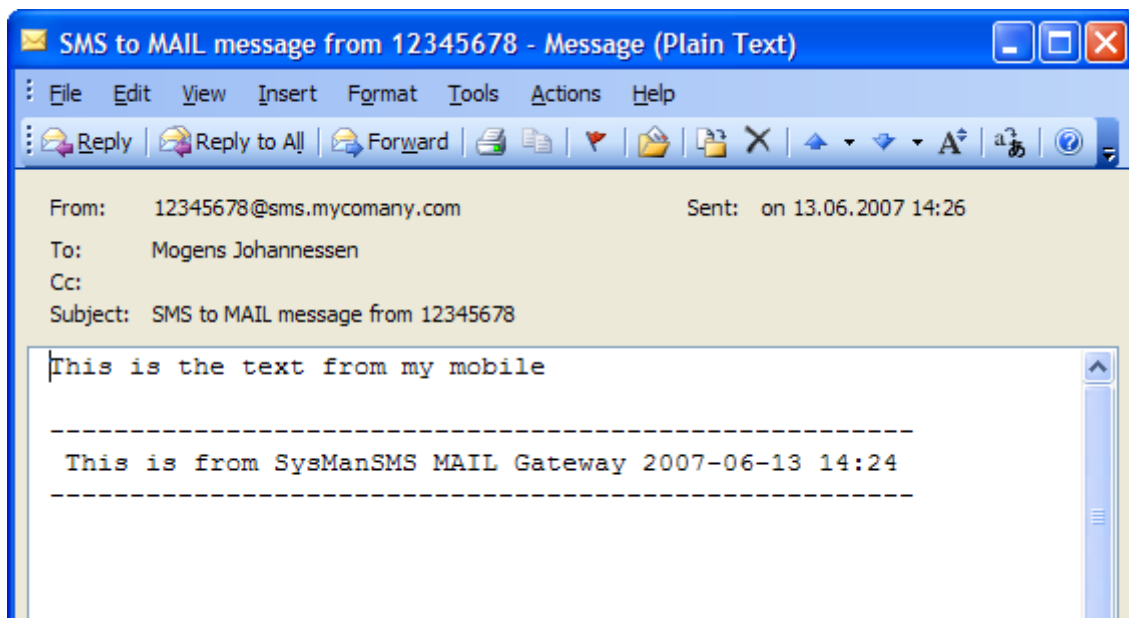 SMS to MAIL message from 12345678 - Message (Plain Text)
File Edit View Insert Format Tools Actions Help
Reply Reply to All Forward A aあ
From: 12345678@sms.mycomany.com Sent: on 13.06.2007 14:26
To: Mogens Johannessen
Cc:
Subject: SMS to MAIL message from 12345678
This is the text from my mobile
------------------------------------------------------
This is from SysManSMS MAIL Gateway 2007-06-13 14:24
------------------------------------------------------